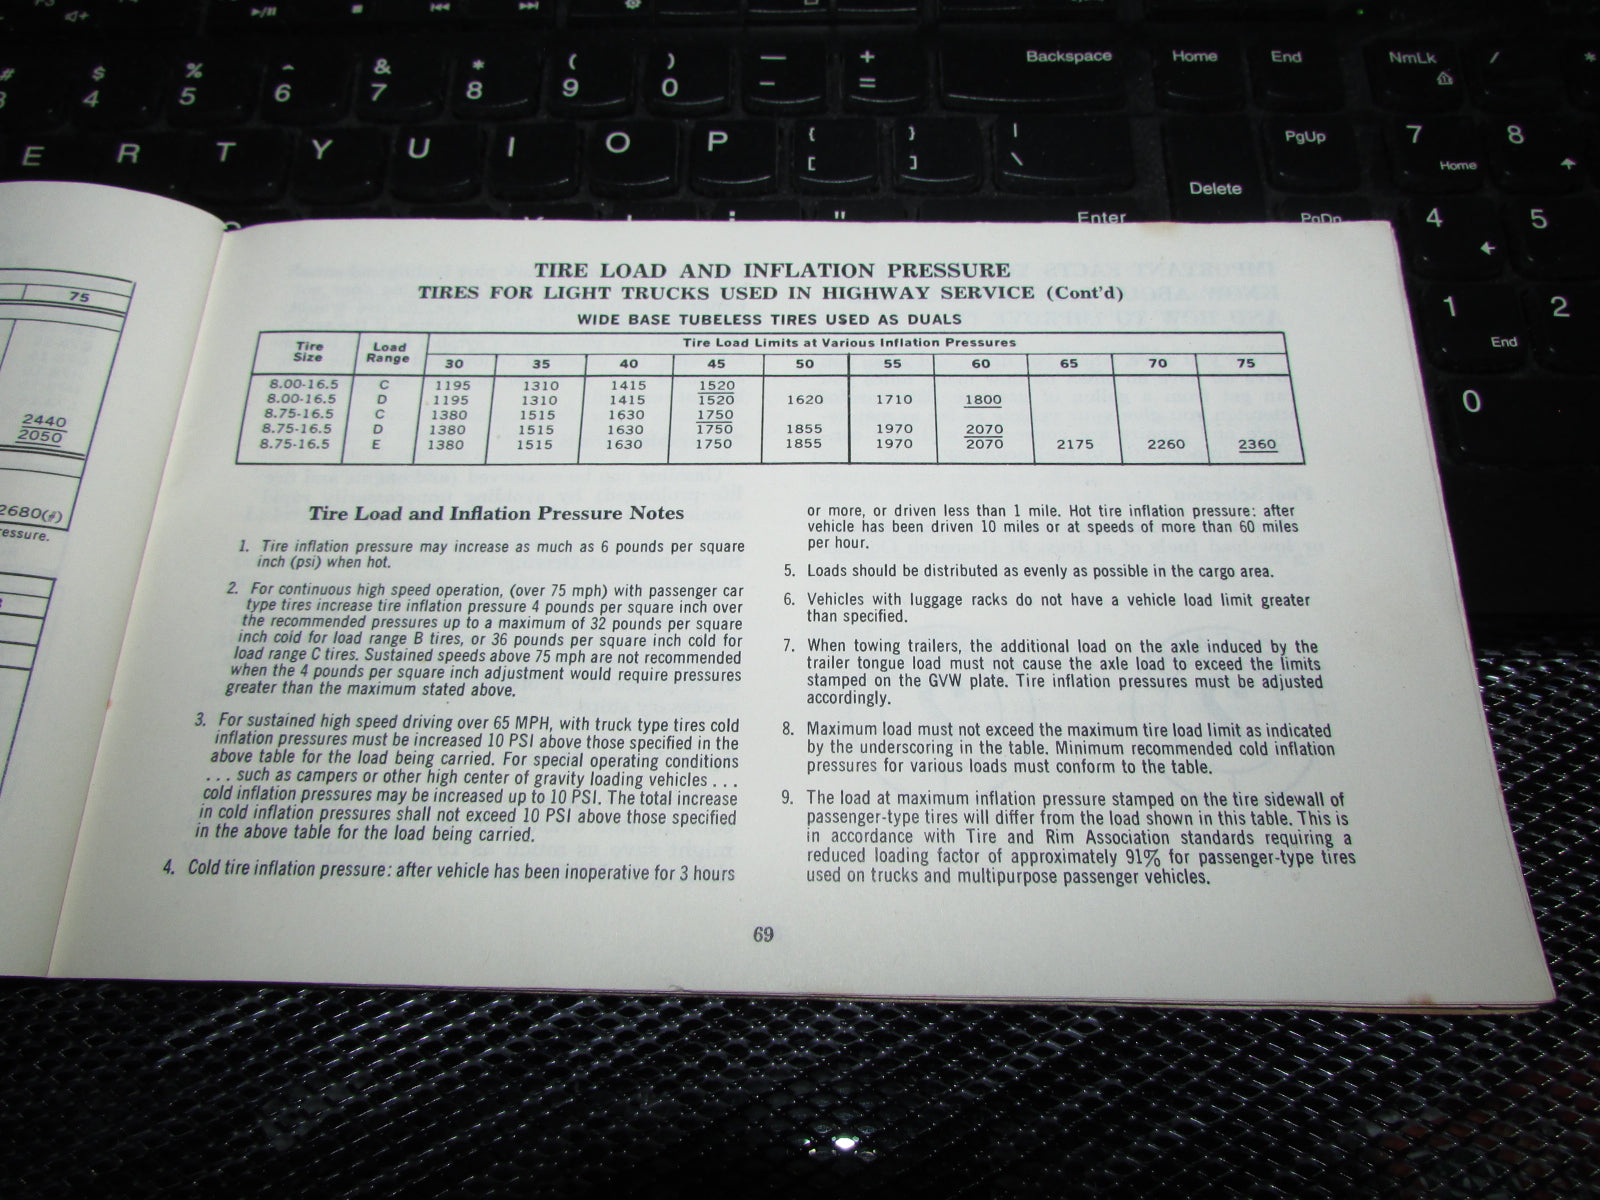 # $ % ^ & * ( ) — + Backspace Home End NmLk / *
3 4 5 6 7 8 9 0 - =
E R T Y U I O P { [ } ] | \ Delete PgUp 7 Home 8
" Enter PgDn 4 5
1 End 2
0
75
2440
2050
2680(#)
essure.
TIRE LOAD AND INFLATION PRESSURE
TIRES FOR LIGHT TRUCKS USED IN HIGHWAY SERVICE (Cont'd)
WIDE BASE TUBELESS TIRES USED AS DUALS
Tire Size Load Range Tire Load Limits at Various Inflation Pressures
30 35 40 45 50 55 60 65 70 75
8.00-16.5 C 1195 1310 1415 1520
8.00-16.5 D 1195 1310 1415 1520 1620 1710 1800
8.75-16.5 C 1380 1515 1630 1750
8.75-16.5 D 1380 1515 1630 1750 1855 1970 2070
8.75-16.5 E 1380 1515 1630 1750 1855 1970 2070 2175 2260 2360
Tire Load and Inflation Pressure Notes
1. Tire inflation pressure may increase as much as 6 pounds per square
inch (psi) when hot.
2. For continuous high speed operation, (over 75 mph) with passenger car
type tires increase tire inflation pressure 4 pounds per square inch over
the recommended pressures up to a maximum of 32 pounds per square
inch cold for load range B tires, or 36 pounds per square inch cold for
load range C tires. Sustained speeds above 75 mph are not recommended
when the 4 pounds per square inch adjustment would require pressures
greater than the maximum stated above.
3. For sustained high speed driving over 65 MPH, with truck type tires cold
inflation pressures must be increased 10 PSI above those specified in the
above table for the load being carried. For special operating conditions
. . . such as campers or other high center of gravity loading vehicles . . .
cold inflation pressures may be increased up to 10 PSI. The total increase
in cold inflation pressures shall not exceed 10 PSI above those specified
in the above table for the load being carried.
4. Cold tire inflation pressure: after vehicle has been inoperative for 3 hours
or more, or driven less than 1 mile. Hot tire inflation pressure: after
vehicle has been driven 10 miles or at speeds of more than 60 miles
per hour.
5. Loads should be distributed as evenly as possible in the cargo area.
6. Vehicles with luggage racks do not have a vehicle load limit greater
than specified.
7. When towing trailers, the additional load on the axle induced by the
trailer tongue load must not cause the axle load to exceed the limits
stamped on the GVW plate. Tire inflation pressures must be adjusted
accordingly.
8. Maximum load must not exceed the maximum tire load limit as indicated
by the underscoring in the table. Minimum recommended cold inflation
pressures for various loads must conform to the table.
9. The load at maximum inflation pressure stamped on the tire sidewall of
passenger-type tires will differ from the load shown in this table. This is
in accordance with Tire and Rim Association standards requiring a
reduced loading factor of approximately 91% for passenger-type tires
used on trucks and multipurpose passenger vehicles.
69